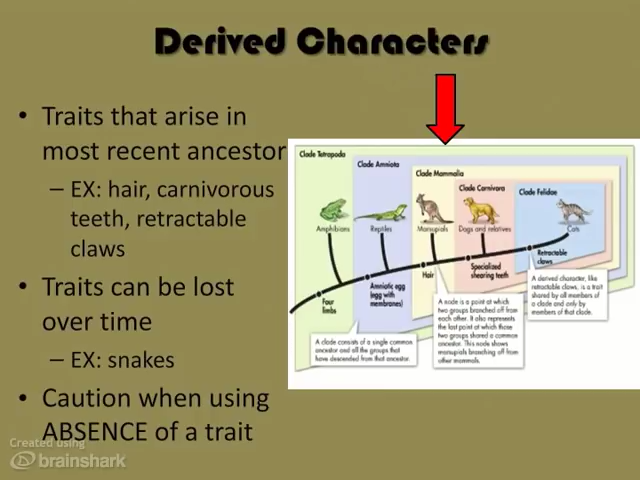 Derived Characters
• Traits that arise in
most recent ancestor
– EX: hair, carnivorous
teeth, retractable
claws
• Traits can be lost
over time
– EX: snakes
• Caution when using
ABSENCE of a trait
Clade Tetrapoda
Clade Amniota
Clade Mammalia
Clade Carnivora
Clade Felidae
Amphibians
Reptiles
Marsupials
Dogs and relatives
Cats
Four
limbs
Amniotic egg
(egg with
membranes)
Hair
Specialized
shearing teeth
Retractable
claws
A clade consists of a single common
ancestor and all the groups that
have descended from that ancestor.
A node is a point at which
two groups branched off from
each other. It also represents
the last point at which those
two groups shared a common
ancestor. This node shows
marsupials branching off from
other mammals.
A derived character, like
retractable claws, is a trait
shared by all members of
a clade and only by
members of that clade.
Created using
brainshark